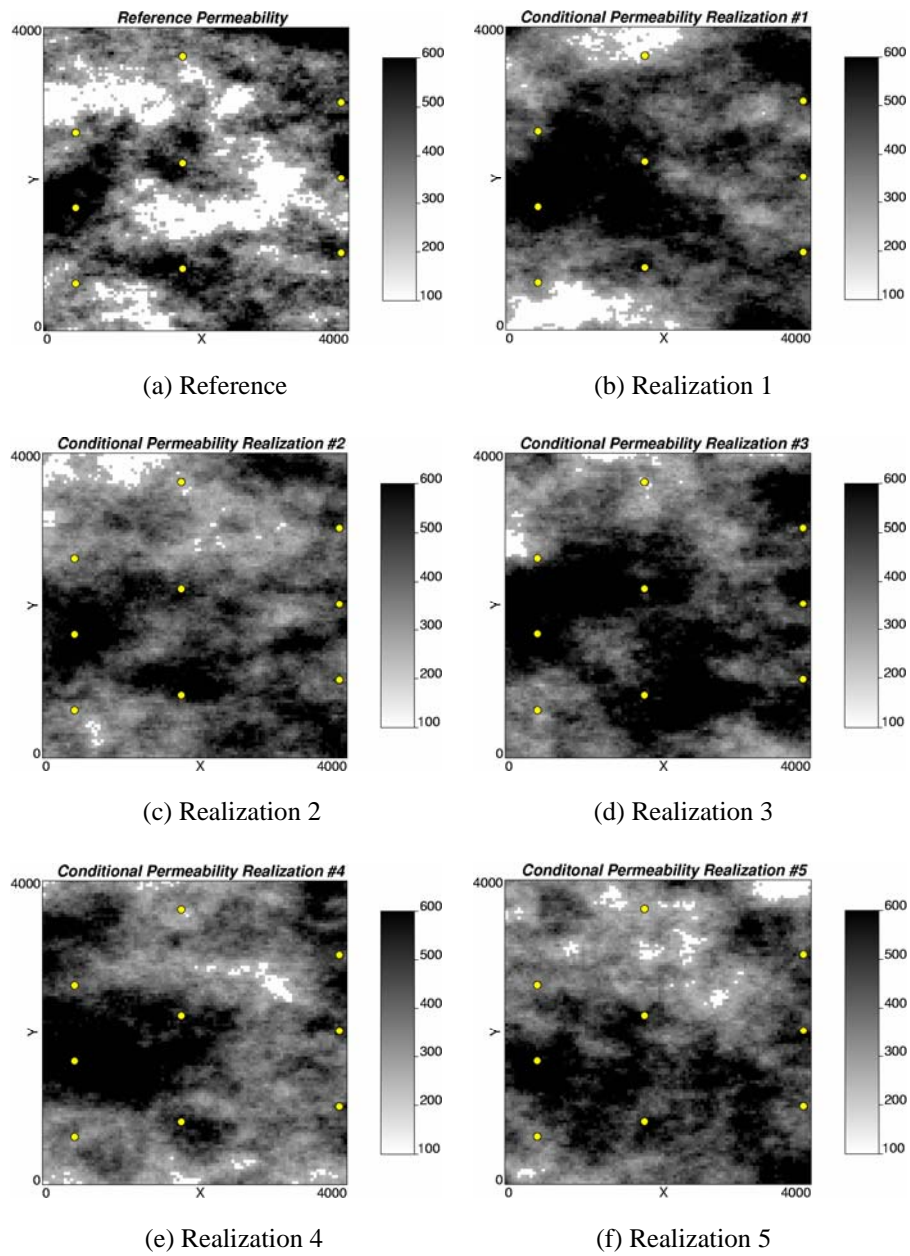 Reference Permeability
4000
Y
0
0
X
4000
600
500
400
300
200
100
(a) Reference
Conditional Permeability Realization #1
4000
Y
0
0
X
4000
600
500
400
300
200
100
(b) Realization 1
Conditional Permeability Realization #2
4000
Y
0
0
X
4000
600
500
400
300
200
100
(c) Realization 2
Conditional Permeability Realization #3
4000
Y
0
0
X
4000
600
500
400
300
200
100
(d) Realization 3
Conditional Permeability Realization #4
4000
Y
0
0
X
4000
600
500
400
300
200
100
(e) Realization 4
Conditional Permeability Realization #5
4000
Y
0
0
X
4000
600
500
400
300
200
100
(f) Realization 5